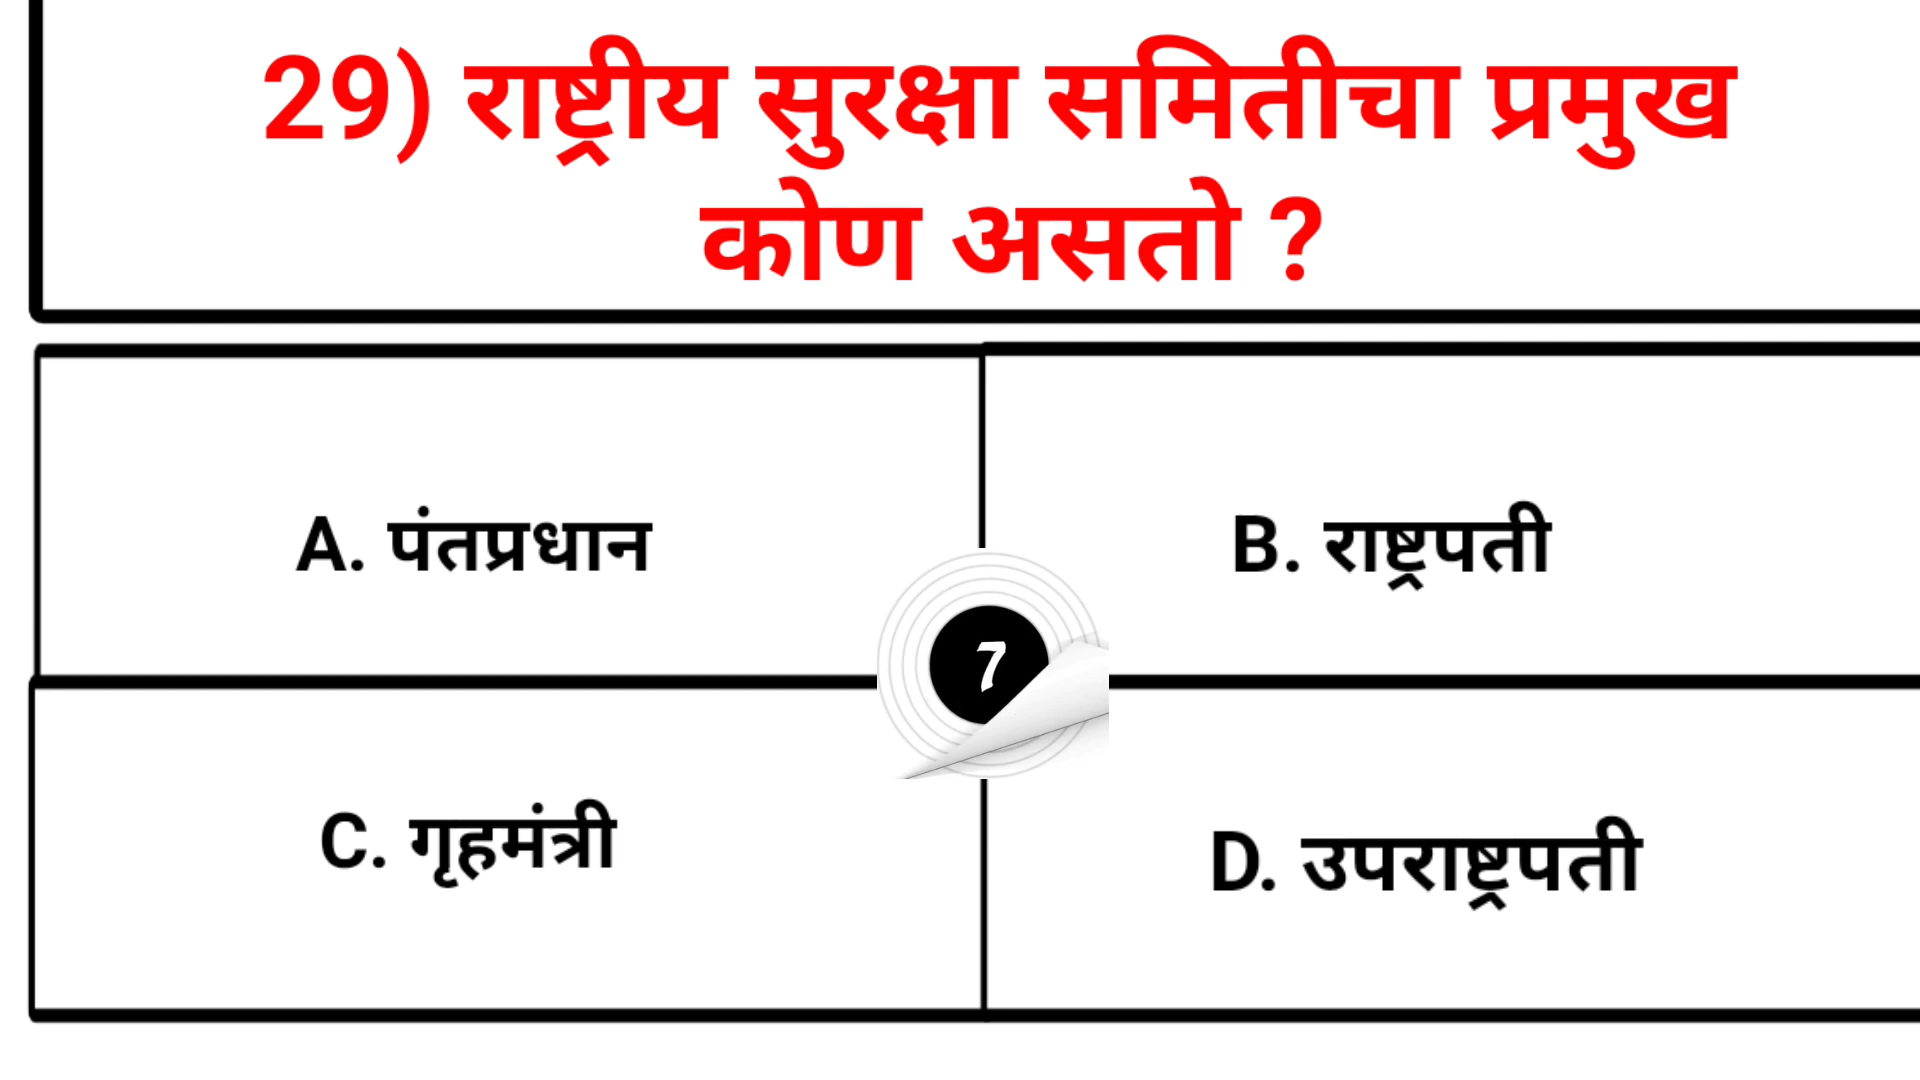 29) राष्ट्रीय सुरक्षा समितीचा प्रमुख
कोण असतो ?
A. पंतप्रधान
B. राष्ट्रपती
7
C. गृहमंत्री
D. उपराष्ट्रपती